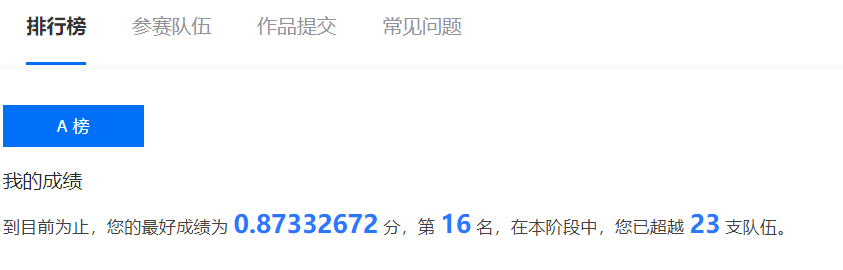 排行榜 参赛队伍 作品提交 常见问题
A 榜
我的成绩
到目前为止，您的最好成绩为 0.87332672 分，第 16 名，在本阶段中，您已超越 23 支队伍。